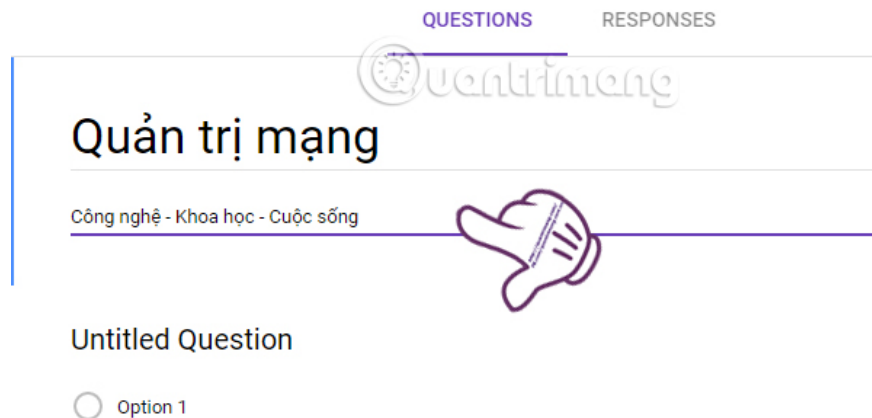 QUESTIONS RESPONSES
Quantrimang
Quản trị mạng
Công nghệ - Khoa học - Cuộc sống
Untitled Question
Option 1